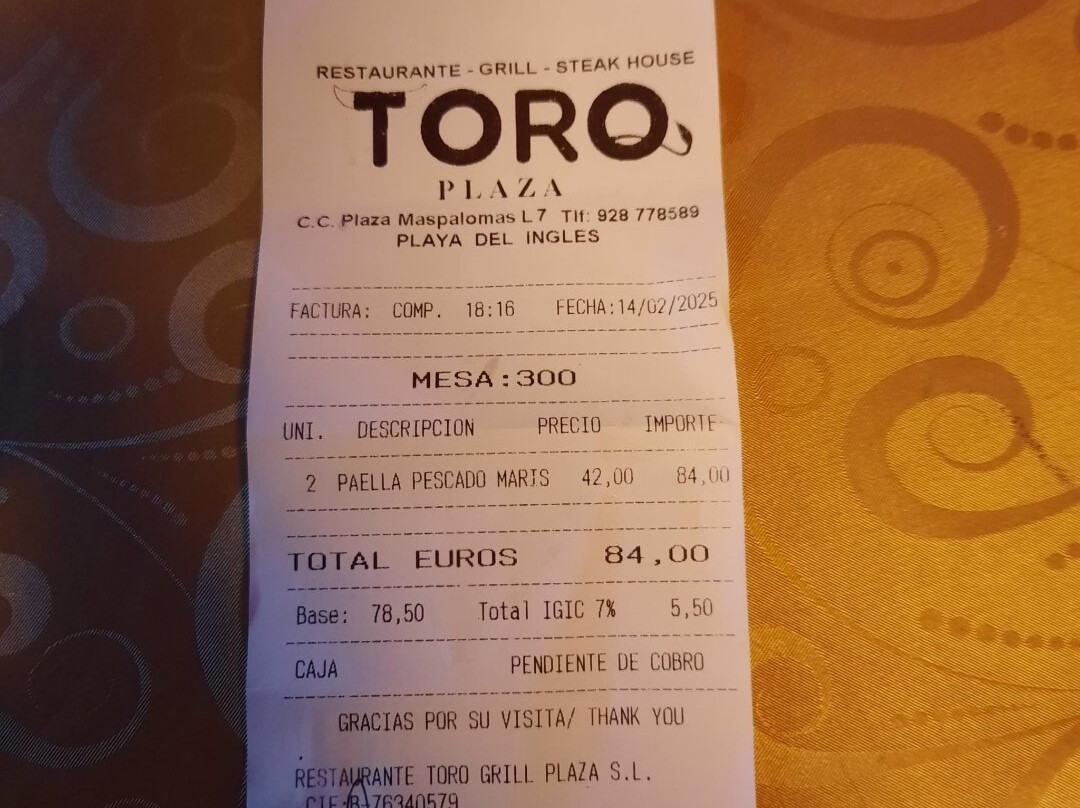 RESTAURANTE - GRILL - STEAK HOUSE
TORO
PLAZA
C.C. Plaza Maspalomas L 7 Tlf: 928 778589
PLAYA DEL INGLES
FACTURA: COMP. 18:16 FECHA:14/02/2025
MESA:300
UNI. DESCRIPCION PRECIO IMPORTE
2 PAELLA PESCADO MARIS 42,00 84,00
TOTAL EUROS 84,00
Base: 78,50 Total IGIC 7% 5,50
CAJA PENDIENTE DE COBRO
GRACIAS POR SU VISITA/ THANK YOU
RESTAURANTE TORO GRILL PLAZA S.L.
CIF:B-76340579